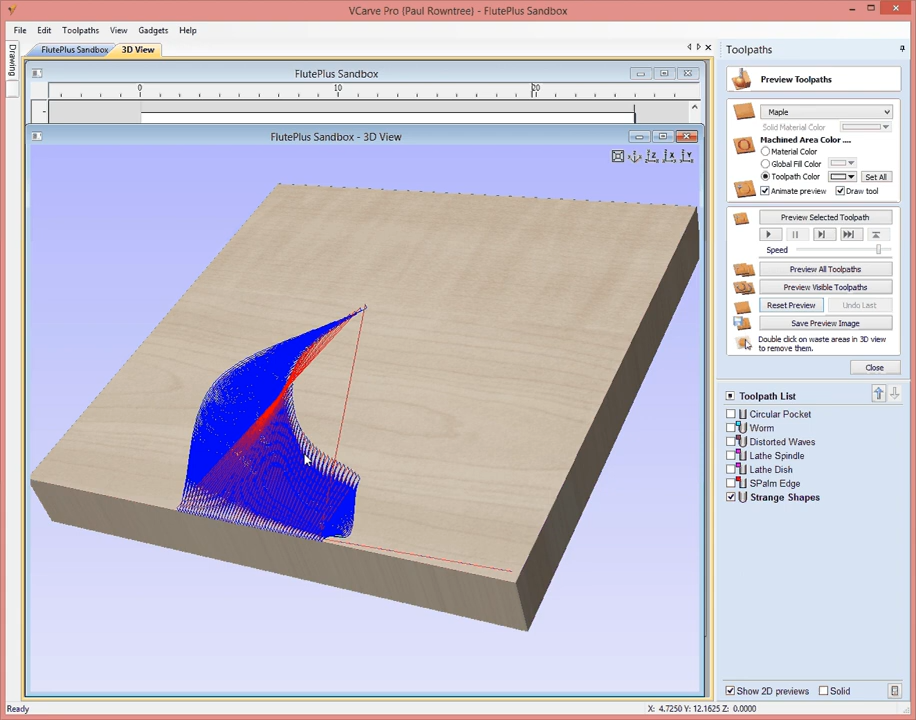 VCarve Pro (Paul Rowntree) - FlutePlus Sandbox
File Edit Toolpaths View Gadgets Help
Drawing
FlutePlus Sandbox 3D View
FlutePlus Sandbox
0 10 20
FlutePlus Sandbox - 3D View
Z X Y
Toolpaths
Preview Toolpaths
Maple
Solid Material Color
Machined Area Color ....
Material Color
Global Fill Color
Toolpath Color Set All
Animate preview Draw tool
Preview Selected Toolpath
Speed
Preview All Toolpaths
Preview Visible Toolpaths
Reset Preview Undo Last
Save Preview Image
Double click on waste areas in 3D view
to remove them.
Close
Toolpath List
Circular Pocket
Worm
Distorted Waves
Lathe Spindle
Lathe Dish
SPalm Edge
Strange Shapes
Show 2D previews Solid
Ready X: 4.7250 Y: 12.1625 Z: 0.0000